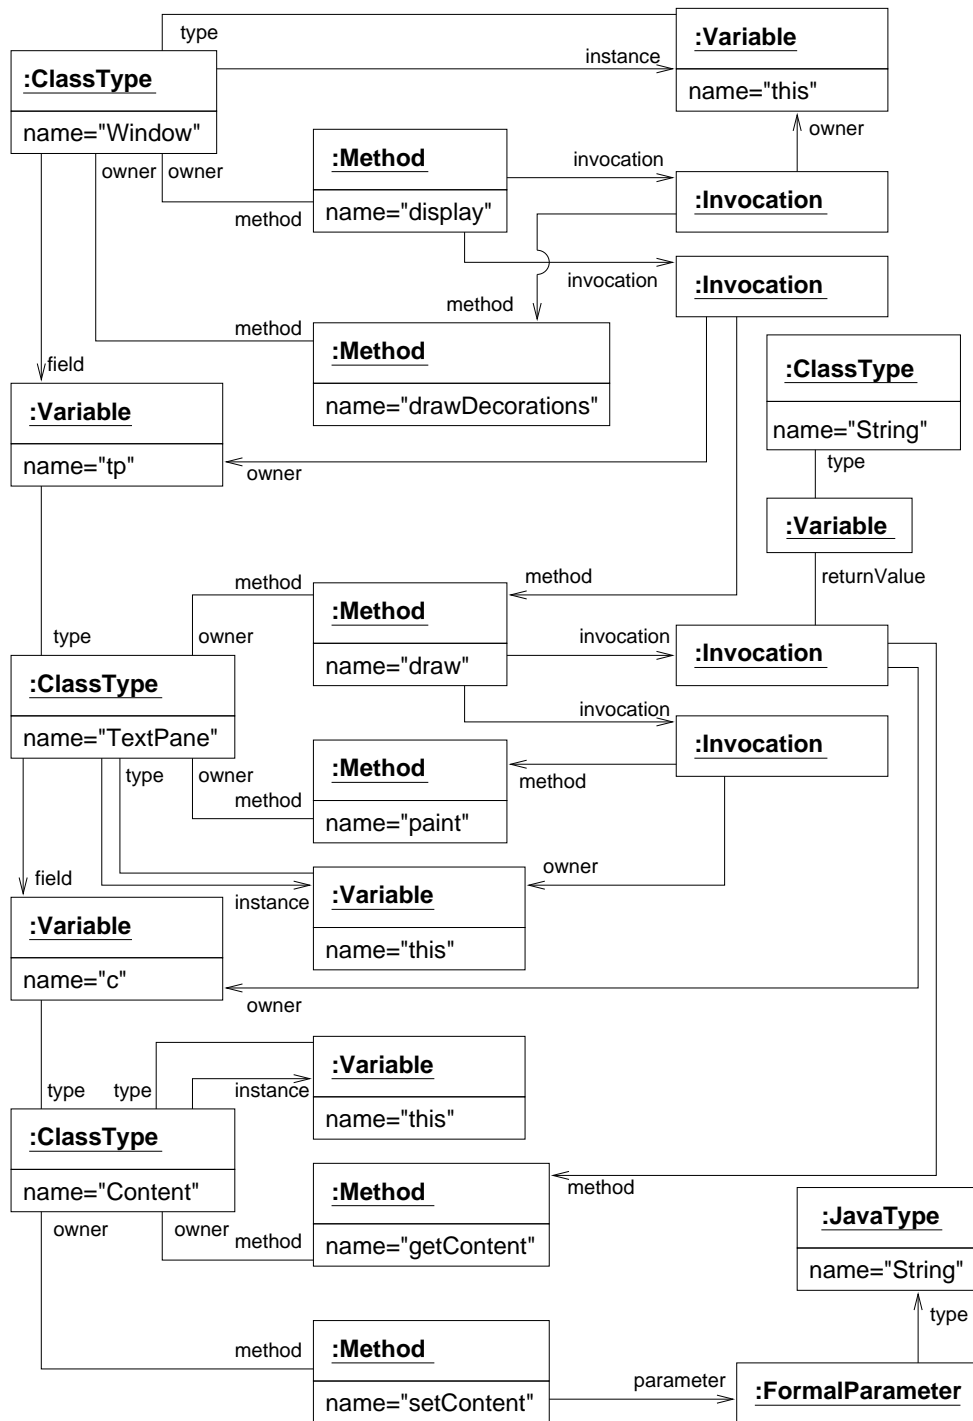 type
:Variable
instance
:ClassType
name="this"
name="Window"
owner
:Method
invocation
owner
owner
:Invocation
method
name="display"
:Invocation
invocation
method
method
:Method
:ClassType
field
:Variable
name="drawDecorations"
name="String"
name="tp"
owner
type
:Variable
method
method
returnValue
:Method
type
owner
invocation
:Invocation
:ClassType
name="draw"
invocation
name="TextPane"
:Invocation
type
owner
:Method
method
method
name="paint"
field
owner
:Variable
instance
:Variable
name="this"
name="c"
owner
:Variable
type
type
instance
name="this"
:ClassType
name="Content"
:Method
method
owner
owner
method
name="getContent"
:JavaType
name="String"
type
method
:Method
parameter
name="setContent"
:FormalParameter